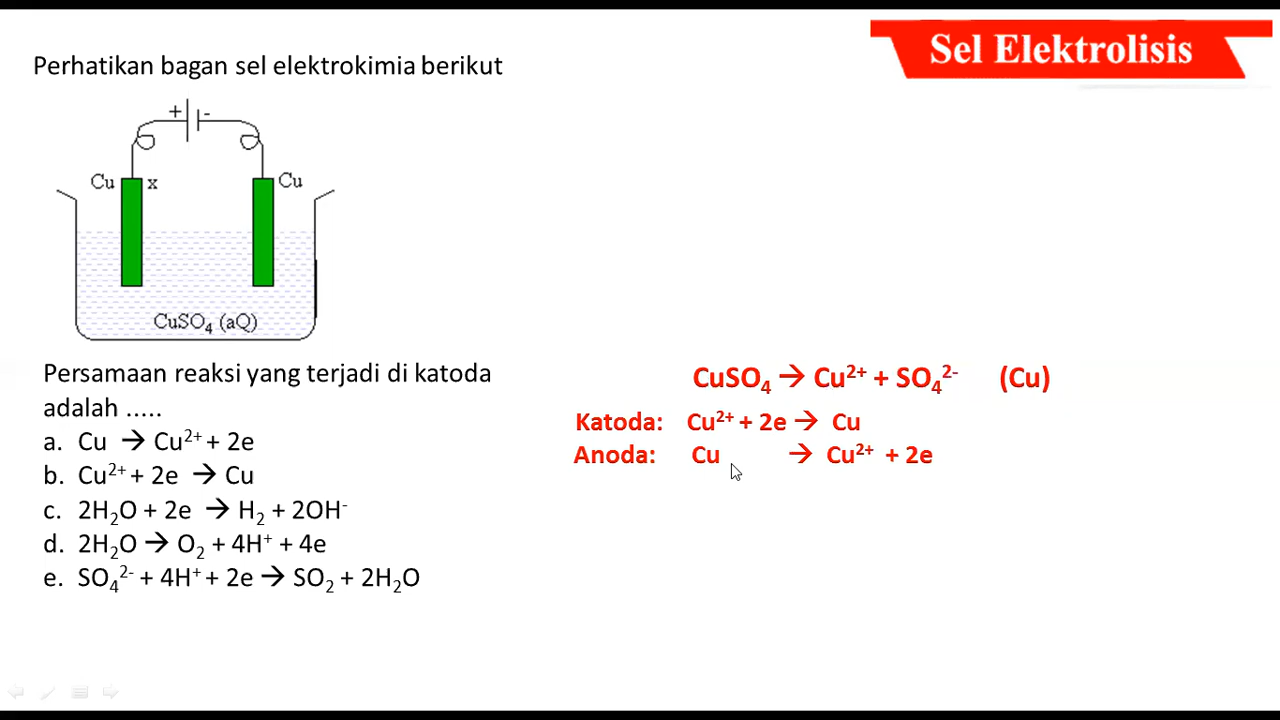 Sel Elektrolisis
Perhatikan bagan sel elektrokimia berikut
+ -
Cu x Cu
CuSO₄ (aQ)
Persamaan reaksi yang terjadi di katoda
adalah .....
a. Cu → Cu²⁺ + 2e
b. Cu²⁺ + 2e → Cu
c. 2H₂O + 2e → H₂ + 2OH⁻
d. 2H₂O → O₂ + 4H⁺ + 4e
e. SO₄²⁻ + 4H⁺ + 2e → SO₂ + 2H₂O
CuSO₄ → Cu²⁺ + SO₄²⁻ (Cu)
Katoda: Cu²⁺ + 2e → Cu
Anoda: Cu → Cu²⁺ + 2e